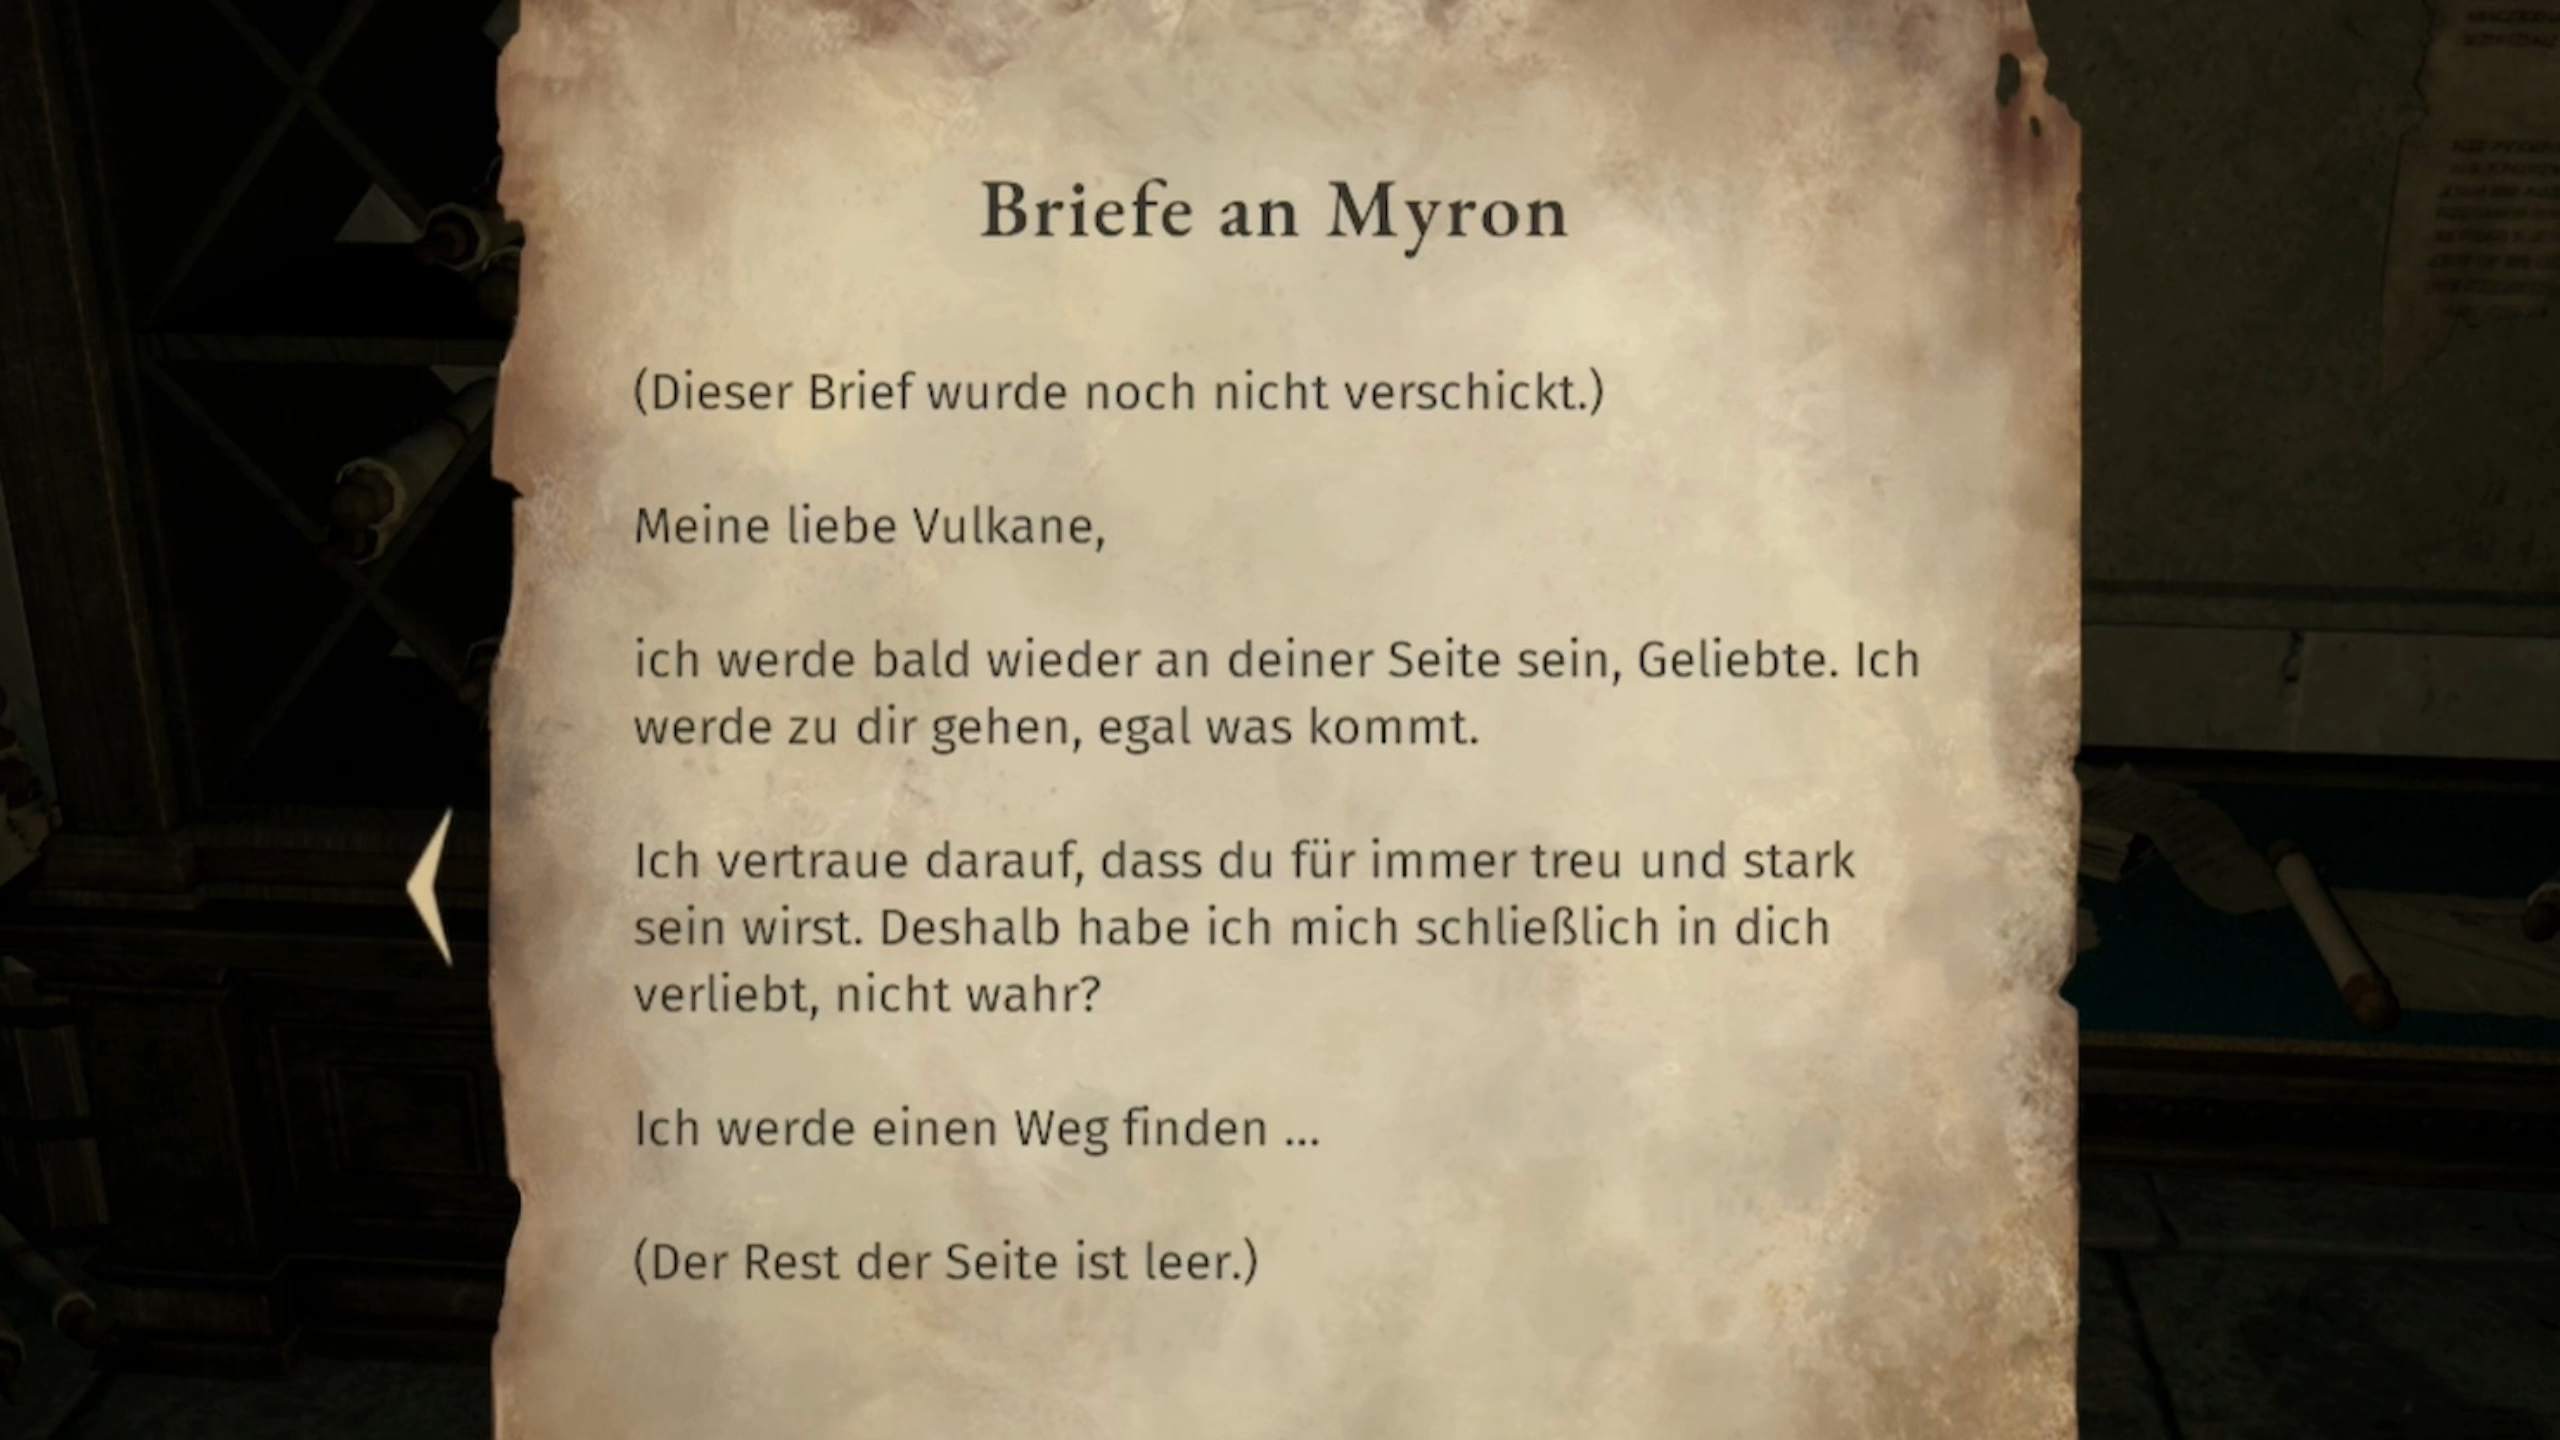 Briefe an Myron
(Dieser Brief wurde noch nicht verschickt.)
Meine liebe Vulkane,
ich werde bald wieder an deiner Seite sein, Geliebte. Ich
werde zu dir gehen, egal was kommt.
Ich vertraue darauf, dass du für immer treu und stark
sein wirst. Deshalb habe ich mich schließlich in dich
verliebt, nicht wahr?
Ich werde einen Weg finden ...
(Der Rest der Seite ist leer.)